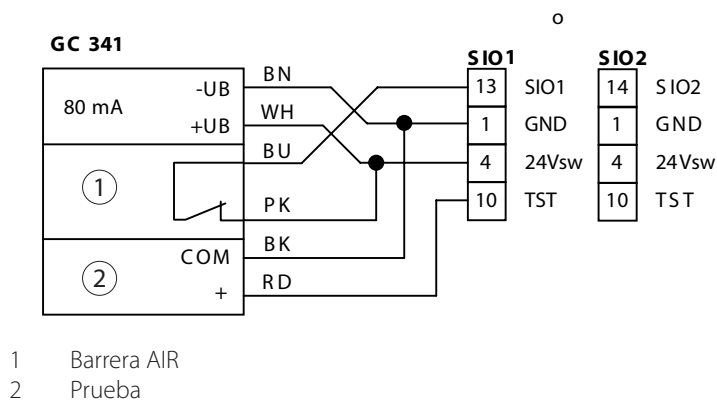 o
GC 341
SIO1 SIO2
80 mA -UB BN 13 SIO1 14 SIO2
+UB WH 1 GND 1 GND
BU 4 24Vsw 4 24Vsw
1 PK 10 TST 10 TST
COM BK
2 + RD
1 Barrera AIR
2 Prueba